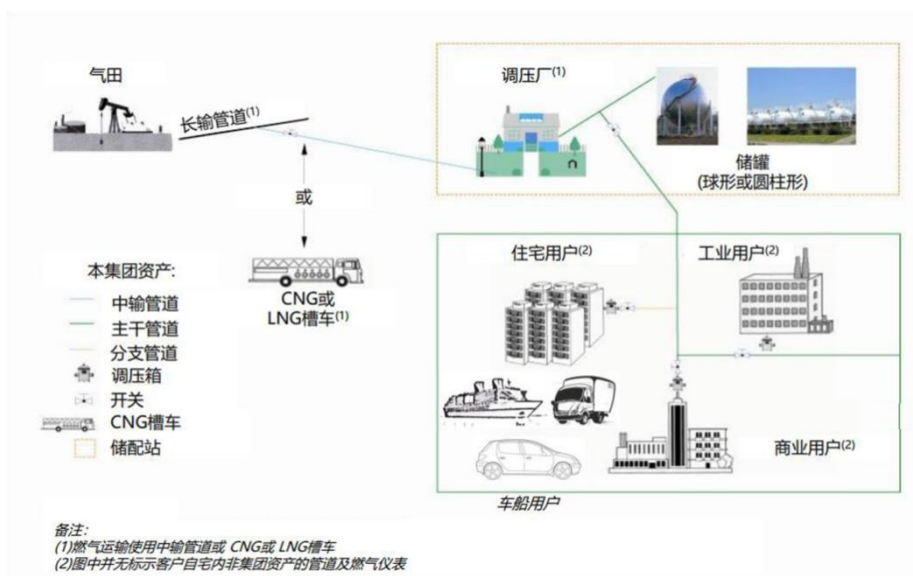 气田
长输管道(1)
调压厂(1)
储罐
(球形或圆柱形)
或
CNG或
LNG槽车(1)
住宅用户(2)
工业用户(2)
商业用户(2)
车船用户
本集团资产:
中输管道
主干管道
分支管道
调压箱
开关
CNG槽车
储配站
备注:
(1)燃气运输使用中输管道或 CNG或 LNG槽车
(2)图中并无标示客户自宅内非集团资产的管道及燃气仪表